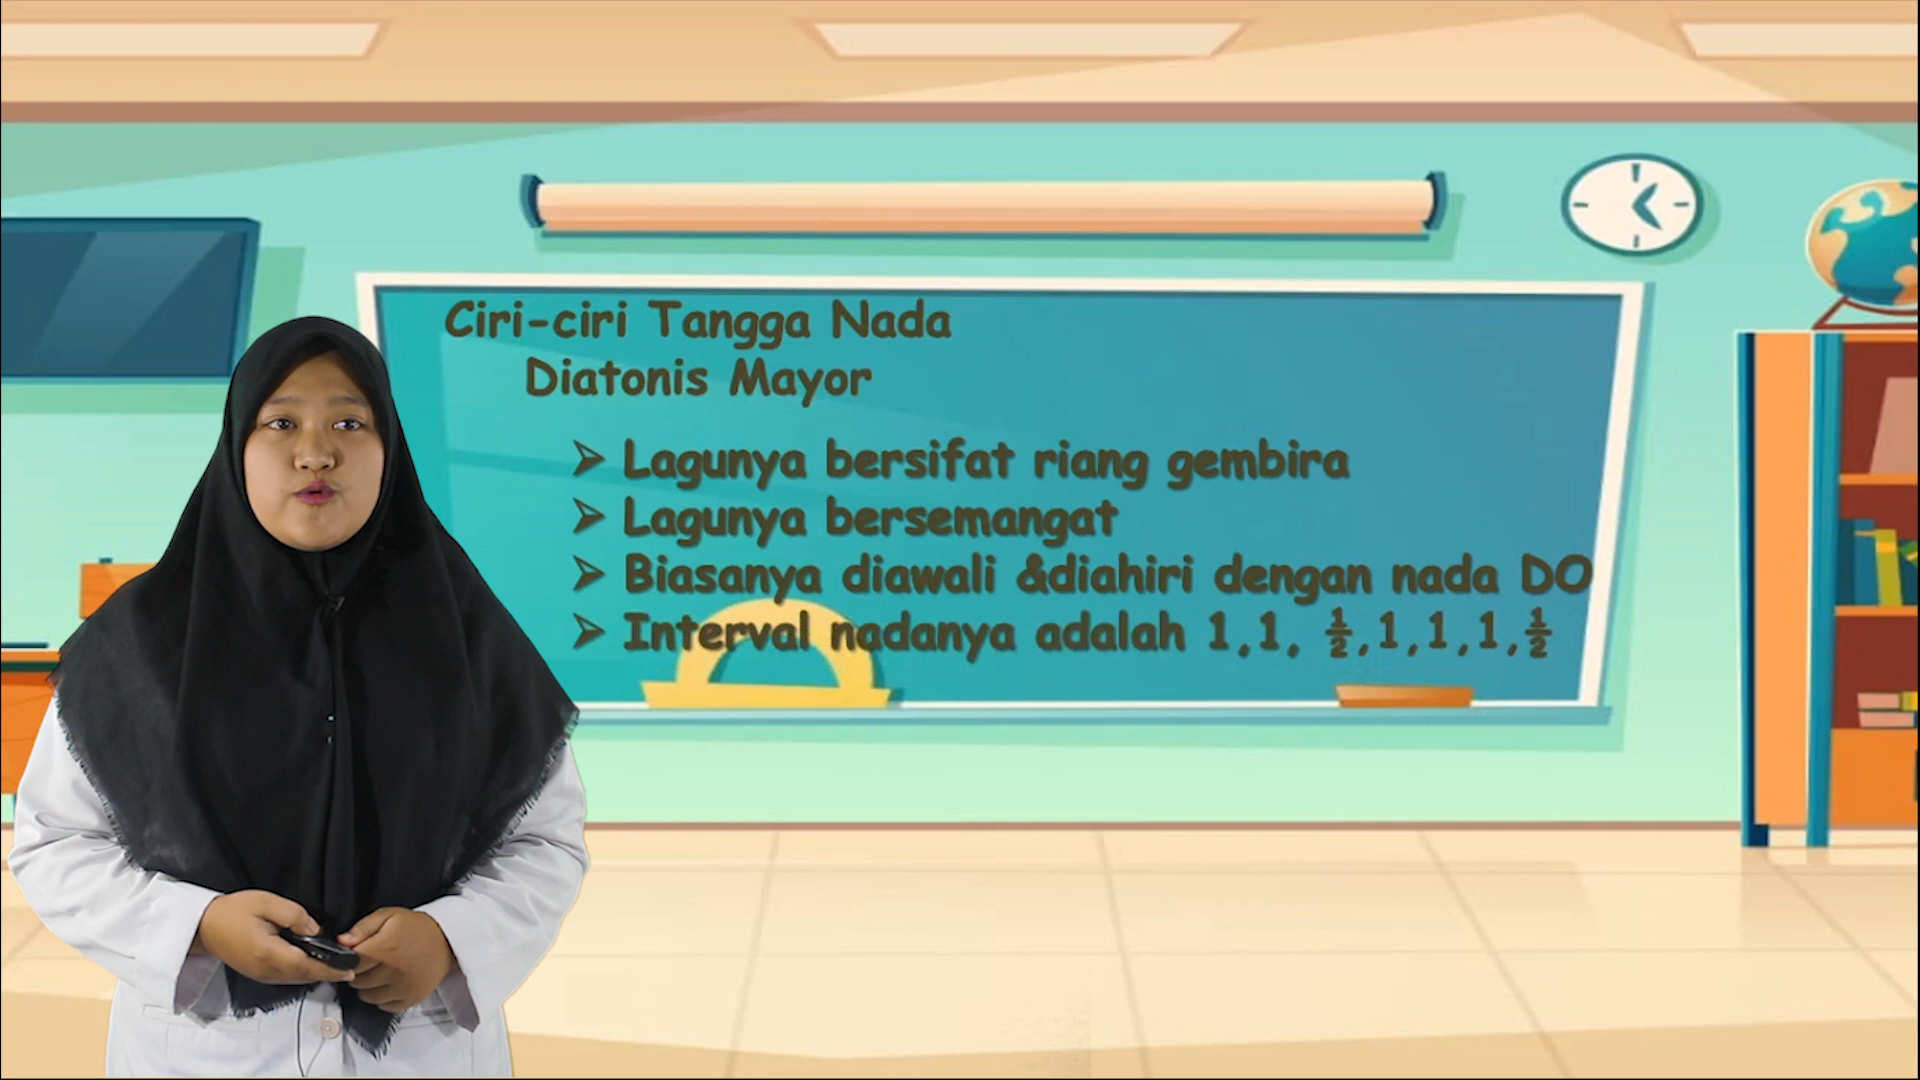 Ciri-ciri Tangga Nada
Diatonis Mayor
➢ Lagunya bersifat riang gembira
➢ Lagunya bersemangat
➢ Biasanya diawali &diahiri dengan nada DO
➢ Interval nadanya adalah 1,1, ½,1,1,1,½